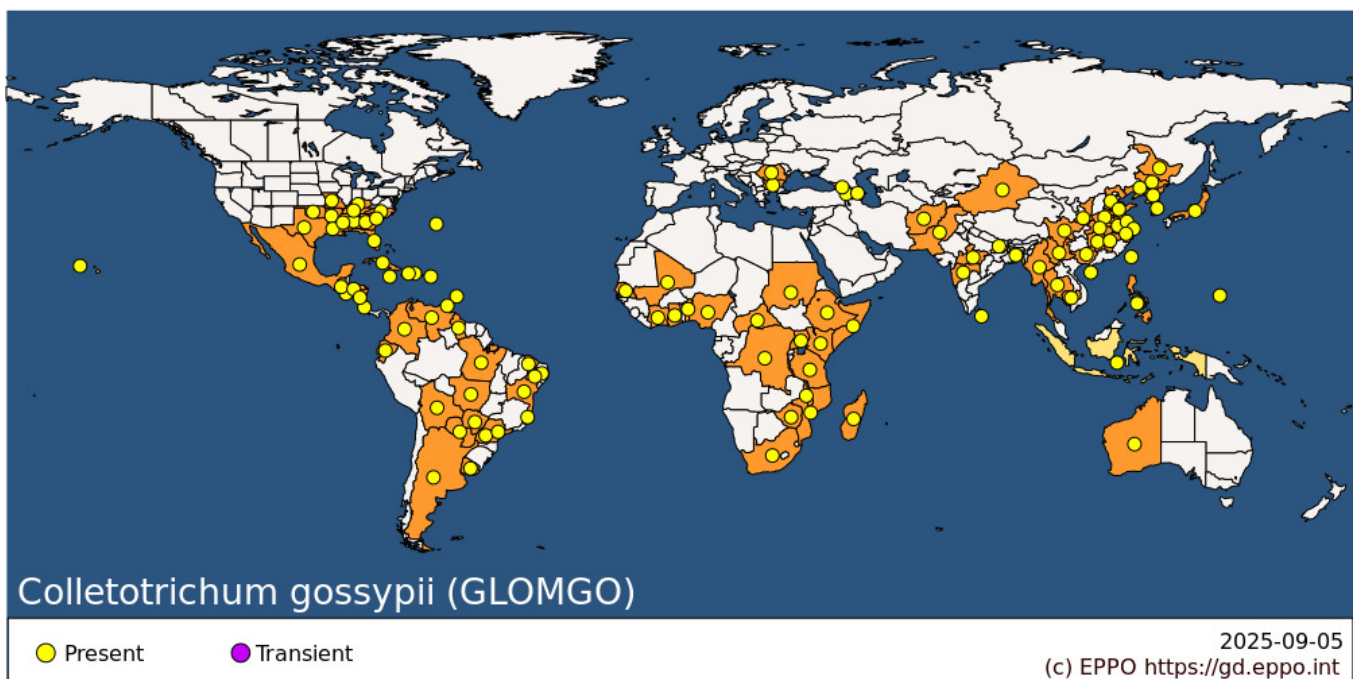 Colletotrichum gossypii (GLOMGO)
Present
Transient
2025-09-05
(c) EPPO https://gd.eppo.int